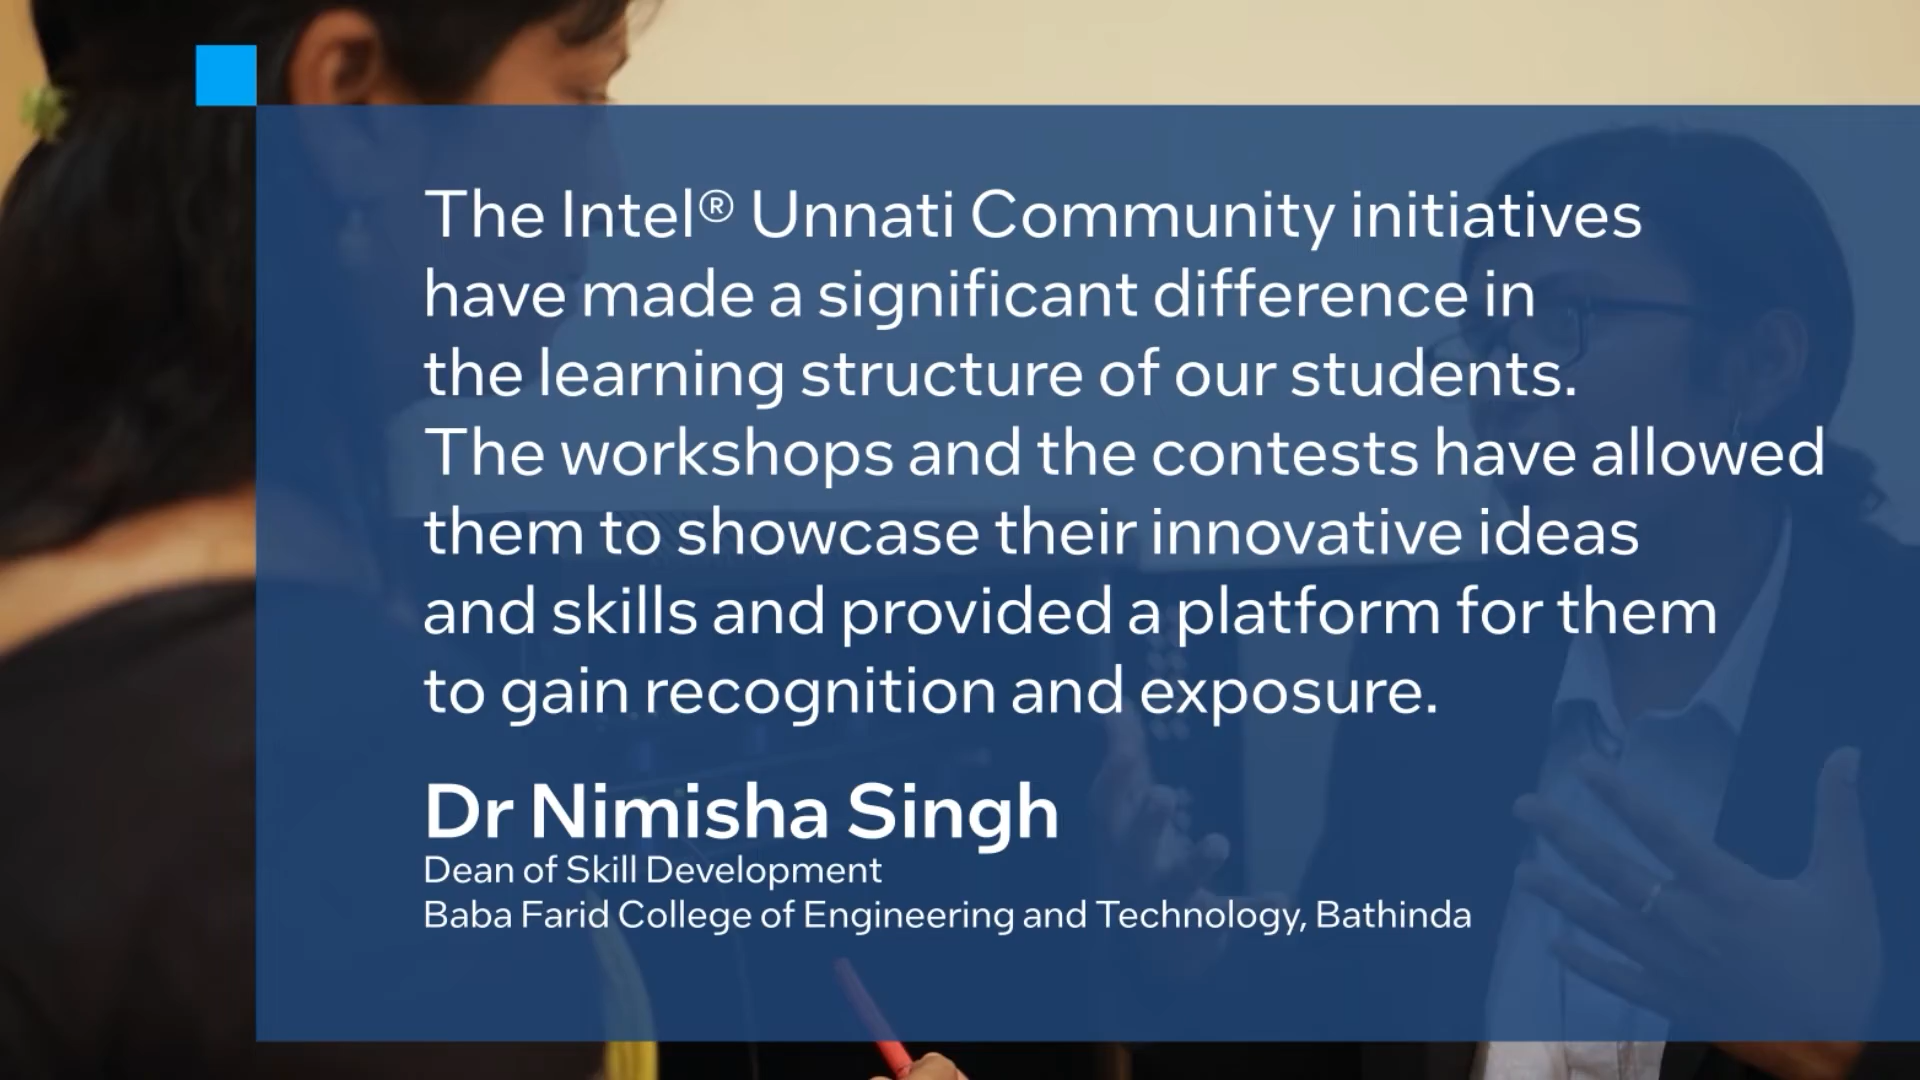 The Intel® Unnati Community initiatives
have made a significant difference in
the learning structure of our students.
The workshops and the contests have allowed
them to showcase their innovative ideas
and skills and provided a platform for them
to gain recognition and exposure.
Dr Nimisha Singh
Dean of Skill Development
Baba Farid College of Engineering and Technology, Bathinda